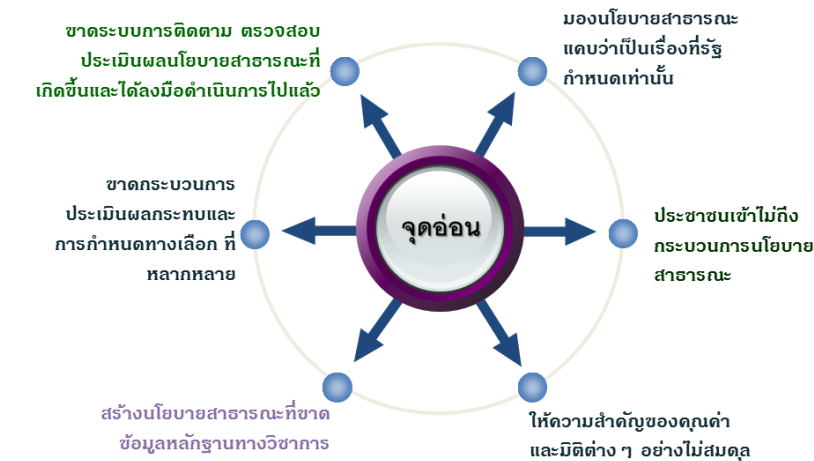 มองนโยบายสาธารณะ
แคบว่าเป็นเรื่องที่รัฐ
กำหนดเท่านั้น
ประชาชนเข้าไม่ถึง
กระบวนการนโยบาย
สาธารณะ
ให้ความสำคัญของคุณค่า
และมิติต่าง ๆ อย่างไม่สมดุล
สร้างนโยบายสาธารณะที่ขาด
ข้อมูลหลักฐานทางวิชาการ
ขาดกระบวนการ
ประเมินผลกระทบและ
การกำหนดทางเลือก ที่
หลากหลาย
ขาดระบบการติดตาม ตรวจสอบ
ประเมินผลนโยบายสาธารณะที่
เกิดขึ้นและได้ลงมือดำเนินการไปแล้ว
จุดอ่อน